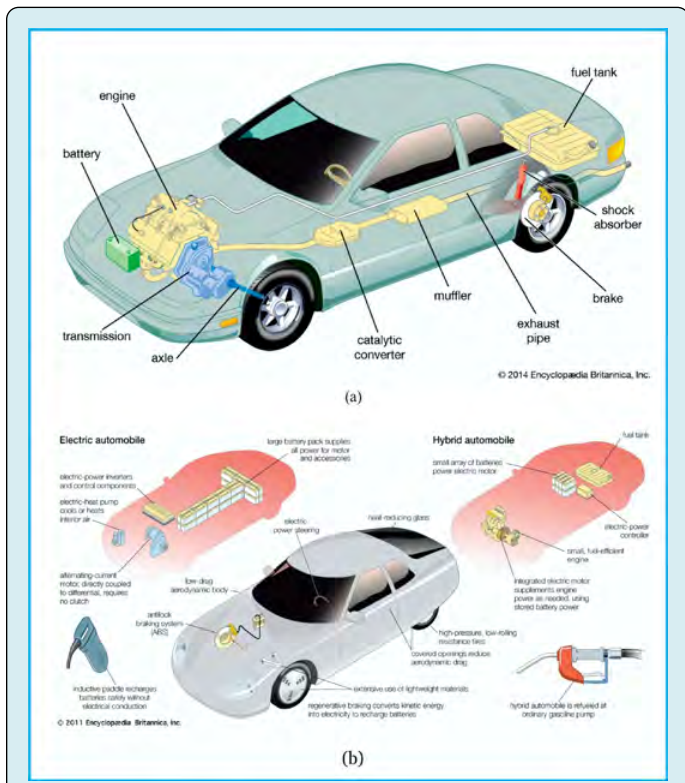 fuel tank
engine
battery
shock
absorber
brake
muffler
exhaust
pipe
transmission
axle
catalytic
converter
© 2014 Encyclopædia Britannica, Inc.
(a)
Electric automobile
large battery pack supplies
all power for motor
and accessories
electric-power inverters
and control components
electric-heat pump
cools or heats
interior air
alternating-current
motor, directly coupled
to differential, requires
no clutch
Hybrid automobile
fuel tank
small array of batteries
power electric motor
electric-power
controller
small, fuel-efficient
engine
integrated electric motor
supplements engine
power as needed, using
stored battery power
heat-reducing glass
electric
power steering
low-drag
aerodynamic body
antilock
braking system
(ABS)
high-pressure, low-rolling
resistance tires
covered openings reduce
aerodynamic drag
extensive use of lightweight materials
regenerative braking converts kinetic energy
into electricity to recharge batteries
inductive paddle recharges
batteries safely without
electrical conduction
hybrid automobile is refueled at
ordinary gasoline pump
© 2011 Encyclopædia Britannica, Inc.
(b)